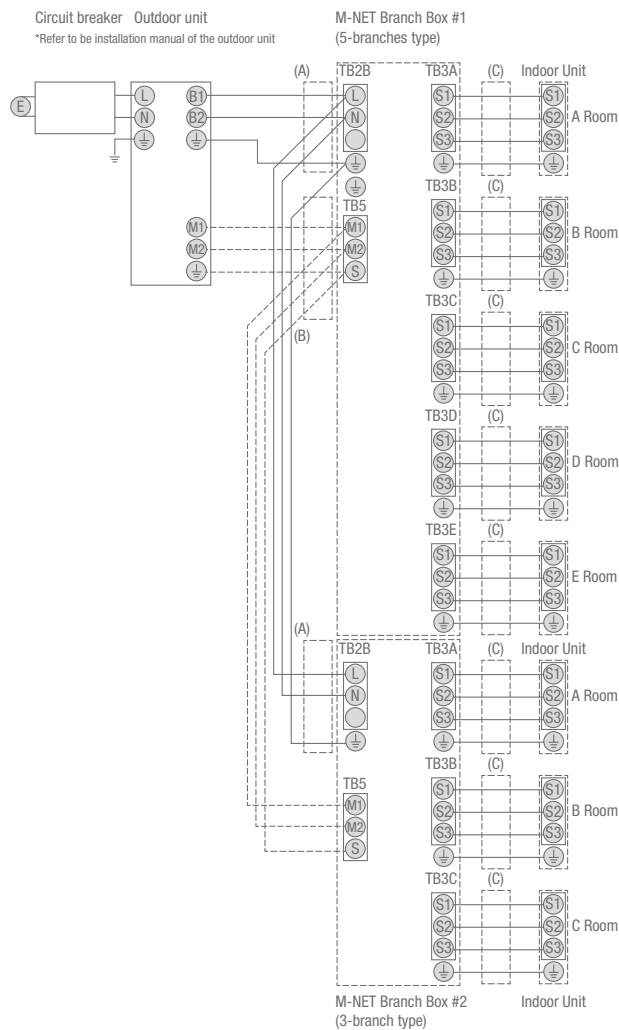 Circuit breaker Outdoor unit
*Refer to be installation manual of the outdoor unit
M-NET Branch Box #1
(5-branches type)
(A) TB2B TB3A (C) Indoor Unit
E L B1 L S1 S1
N B2 N S2 S2 A Room
S3 S3
TB3B (C)
TB5 S1 S1
M1 M1 S2 S2 B Room
M2 M2 S3 S3
S
TB3C (C)
S1 S1
(B) S2 S2 C Room
S3 S3
TB3D (C)
S1 S1
S2 S2 D Room
S3 S3
TB3E (C)
S1 S1
S2 S2 E Room
S3 S3
(A)
TB2B TB3A (C) Indoor Unit
L S1 S1
N S2 S2 A Room
S3 S3
TB3B (C)
TB5 S1 S1
M1 S2 S2 B Room
M2 S3 S3
S
TB3C (C)
S1 S1
S2 S2 C Room
S3 S3
M-NET Branch Box #2 Indoor Unit
(3-branch type)